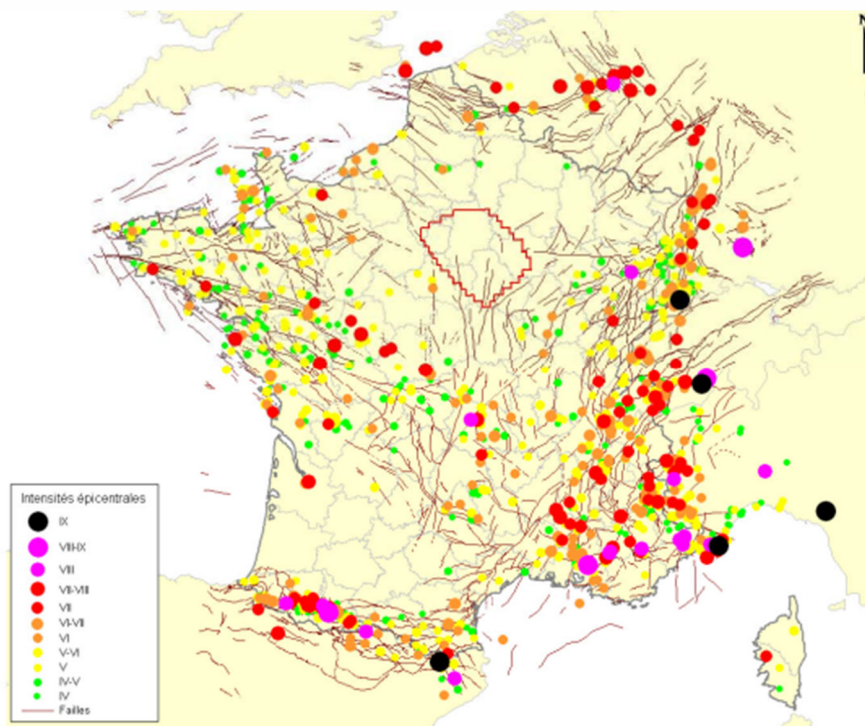 N
Intensités épicentrales
IX
VIII-IX
VIII
VII-VIII
VII
VI-VII
VI
V-VI
V
IV-V
IV
Failles